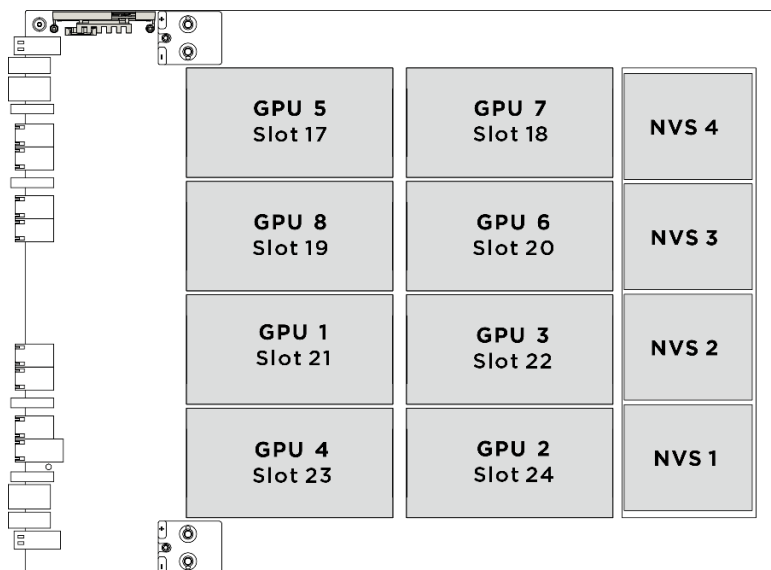 GPU 5
Slot 17
GPU 7
Slot 18
NVS 4
GPU 8
Slot 19
GPU 6
Slot 20
NVS 3
GPU 1
Slot 21
GPU 3
Slot 22
NVS 2
GPU 4
Slot 23
GPU 2
Slot 24
NVS 1